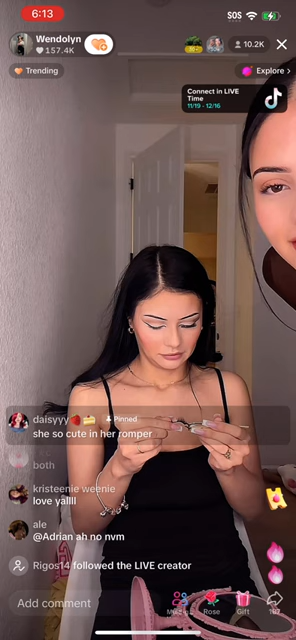 6:13
SOS
Wendolyn
157.4K
10.2K
Trending
Explore >
Connect in LIVE
Time
11/19 - 12/16
daisyyy🍓🍰 Pinned
she so cute in her romper
both
kristeenie weenie
love yallll
ale
@Adrian ah no nvm
Rigos14 followed the LIVE creator
Add comment
Rose
Gift